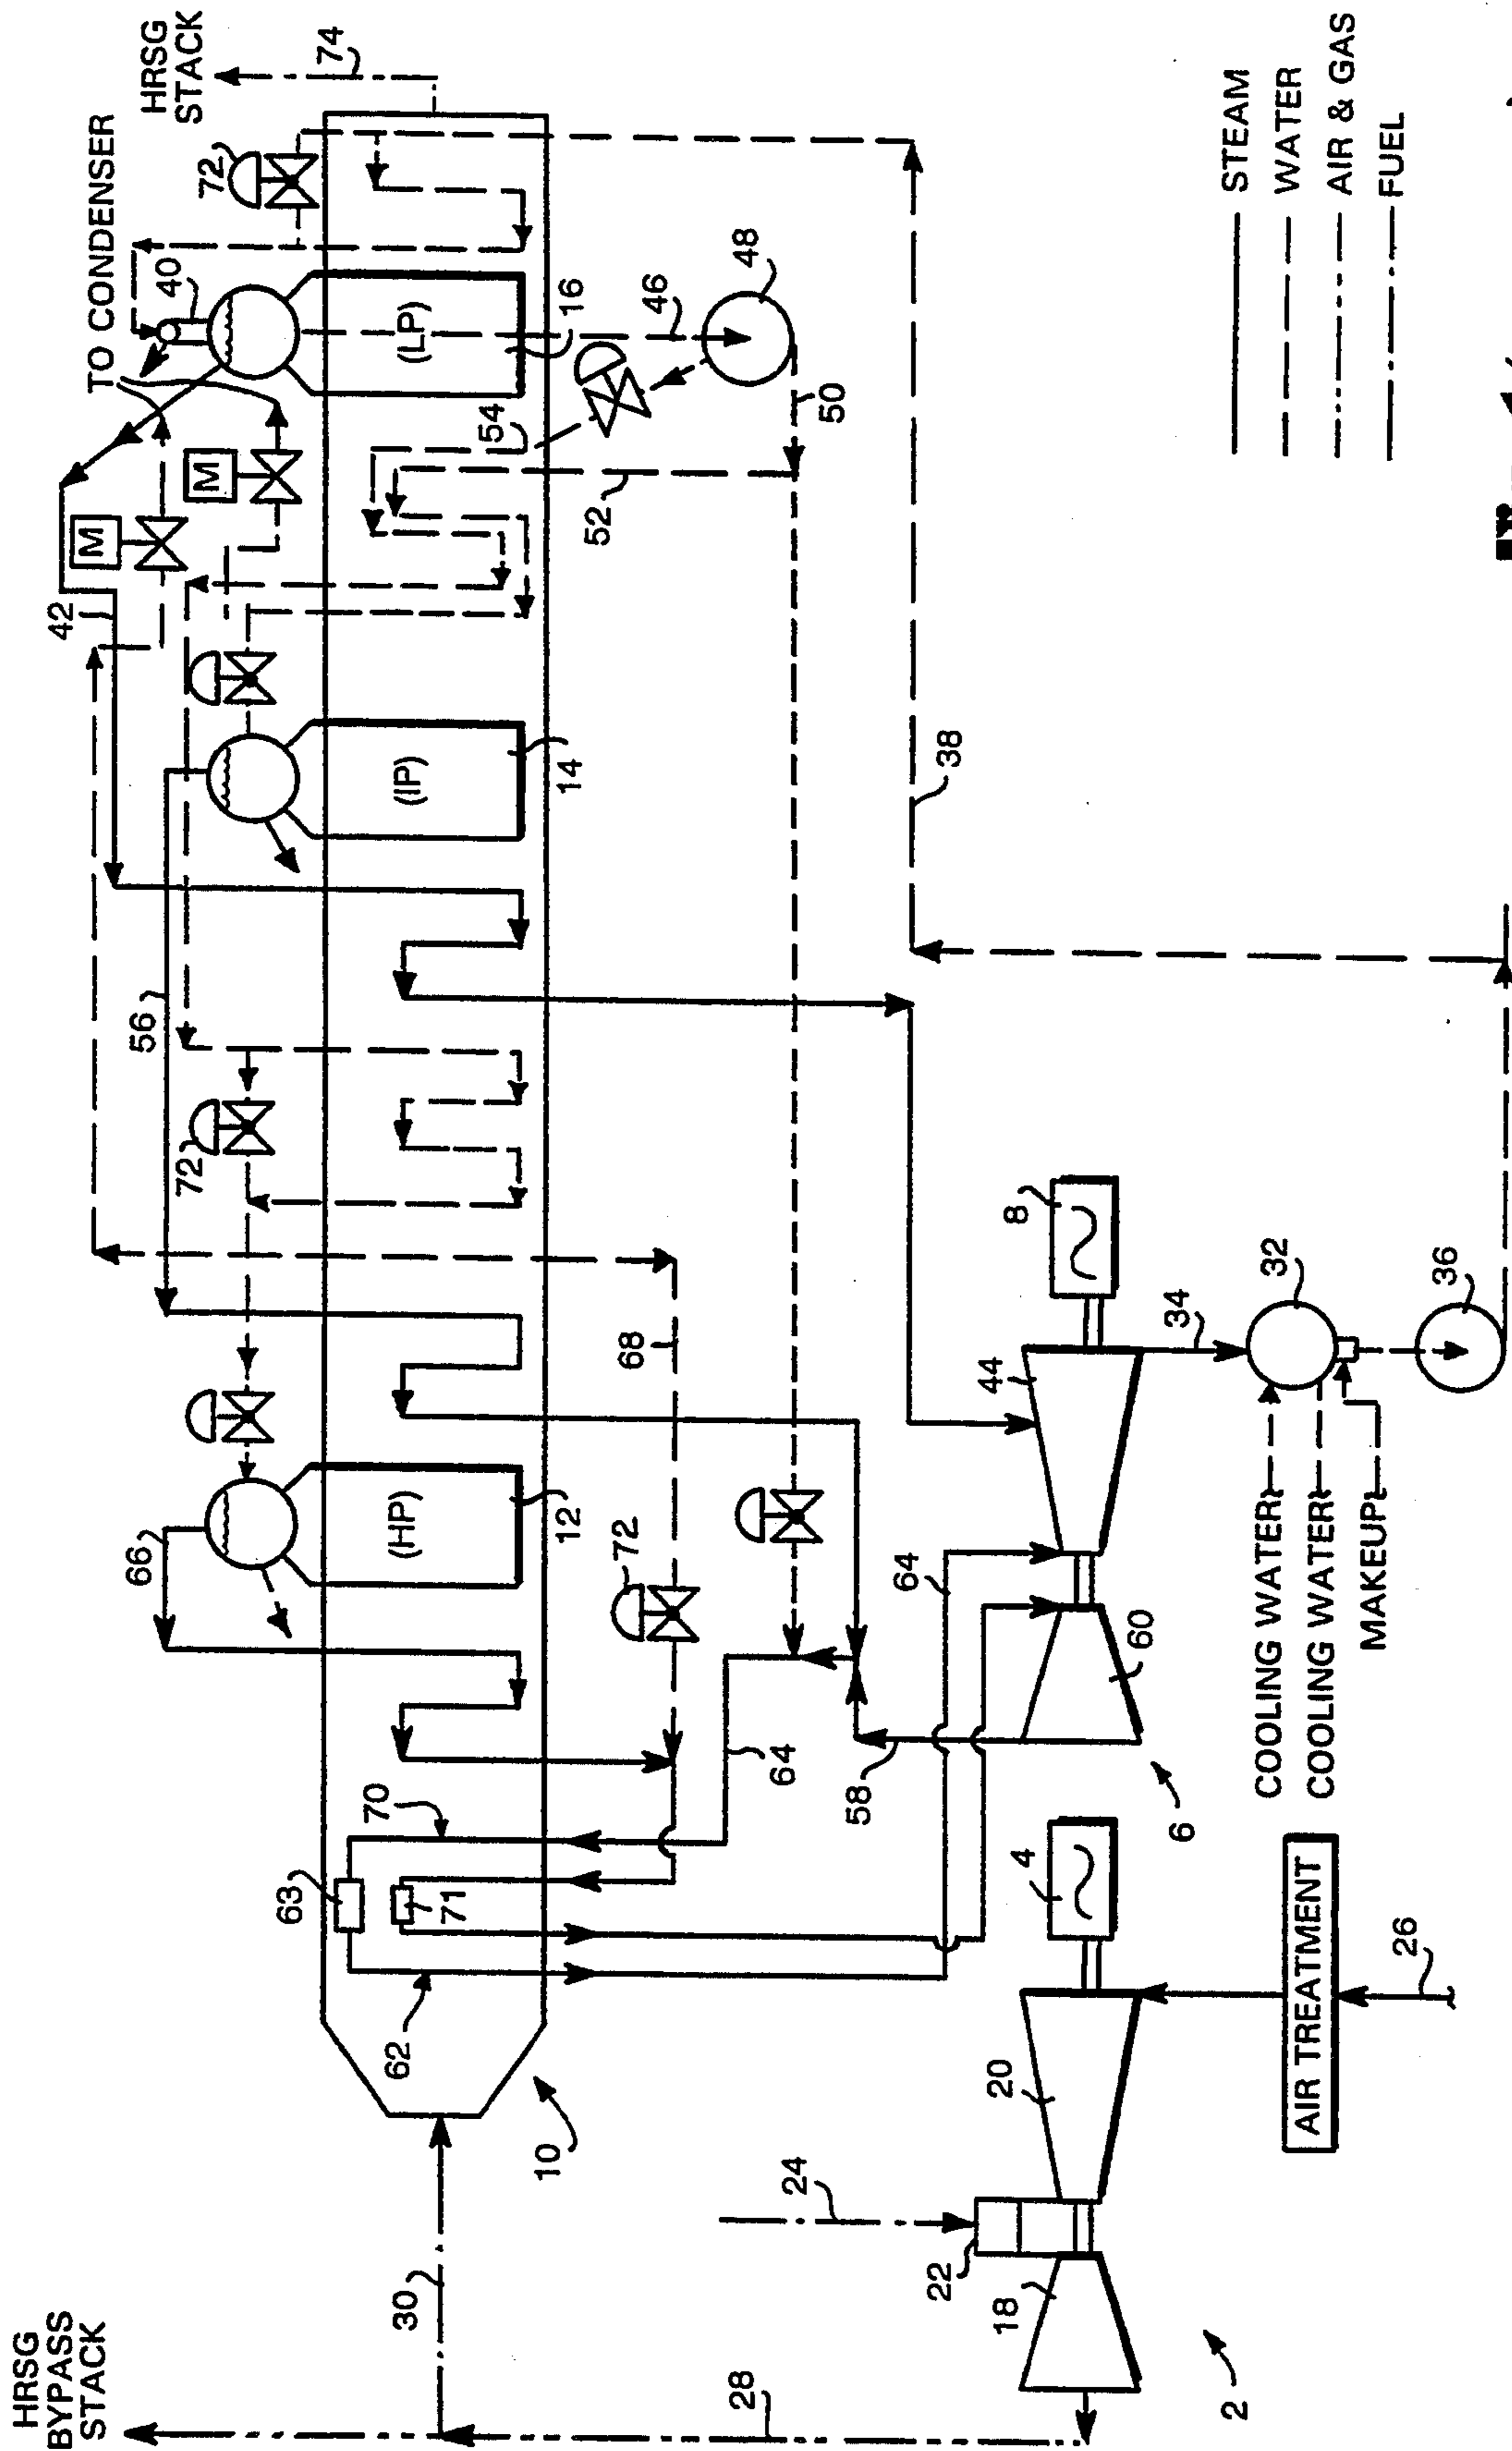 HRSG
BYPASS
STACK
28
30
2
18
22
24
20
4
AIR TREATMENT
26
10
62
63
70
71
66
(HP)
12
72
68
64
58
6
60
64
44
8
34
32
36
COOLING WATER
COOLING WATER
MAKEUP
56
72
42
M
M
(IP)
14
38
52
54
50
46
48
(LP)
16
40
TO CONDENSER
72
HRSG
STACK
74
STEAM
WATER
AIR & GAS
FUEL